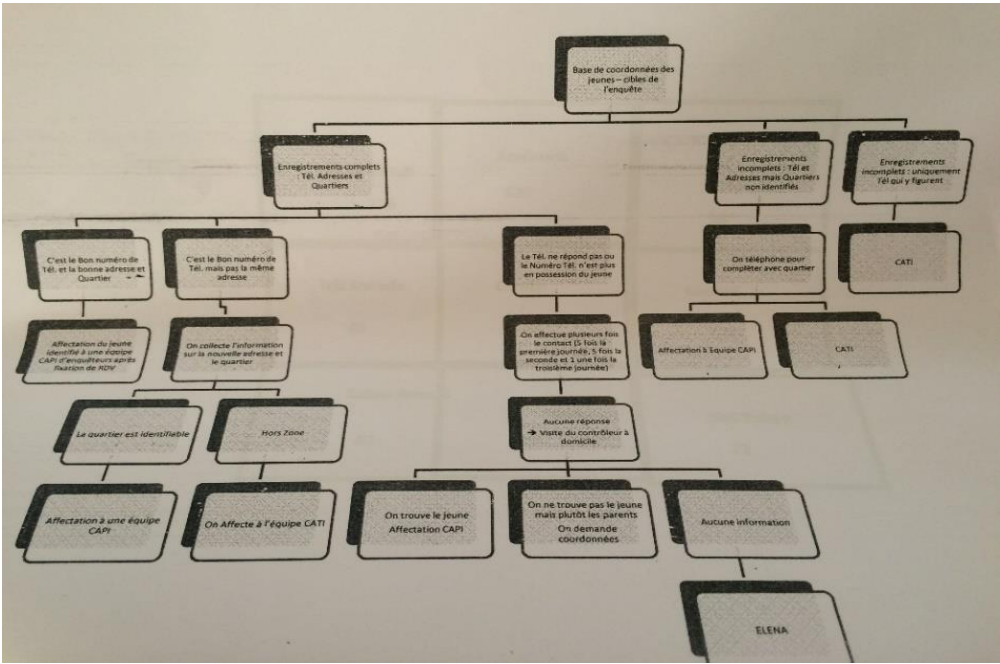 Base de coordonnées des
jeunes – cibles de
l'enquête
Enregistrements complets
: Tél. Adresses et
Quartiers
Enregistrements
incomplets : Tél et
Adresses mais Quartiers
non identifiés
Enregistrements
incomplets : uniquement
Tél qui y figurent
C'est le Bon numéro de
Tél. et la bonne adresse et
Quartier
C'est le Bon numéro de
Tél. mais pas la même
adresse
Le Tél. ne répond pas ou
le Numéro Tél. n'est plus
en possession du jeune
On téléphone pour
compléter avec quartier
CATI
Affectation du jeune
identifié à une équipe
CAPI d'enquêteurs après
fixation de RDV
On collecte l'information
sur la nouvelle adresse et
le quartier
On effectue plusieurs fois
le contact (5 fois la
première journée, 5 fois la
seconde et 1 une fois la
troisième journée)
Affectation à Equipe CAPI
CATI
Le quartier est identifiable
Hors Zone
Aucune réponse
→ Visite du contrôleur à
domicile
Affectation à une équipe
CAPI
On Affecte à l'équipe CATI
On trouve le jeune
Affectation CAPI
On ne trouve pas le jeune
mais plutôt les parents
On demande
coordonnées
Aucune information
ELENA